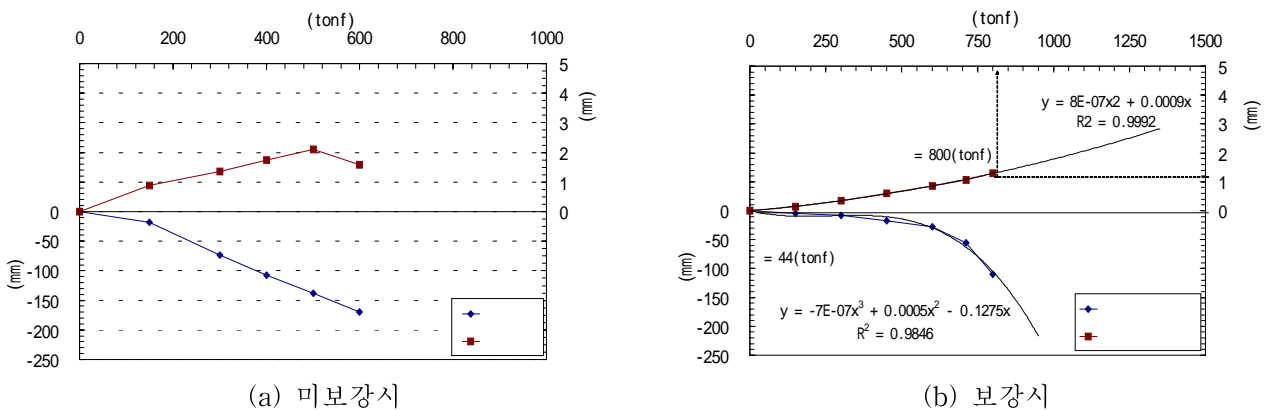 (tonf)
0 200 400 600 800 1000
5
4
3
2
1
0
(㎜)
0
-50
-100
-150
-200
-250
(㎜)
(a) 미보강시
(tonf)
0 250 500 750 1000 1250 1500
5
4
3
2
1
0
(㎜)
y = 8E-07x2 + 0.0009x
R2 = 0.9992
= 800(tonf)
0
-50
-100
-150
-200
-250
(㎜)
= 44(tonf)
y = -7E-07x³ + 0.0005x² - 0.1275x
R² = 0.9846
(b) 보강시